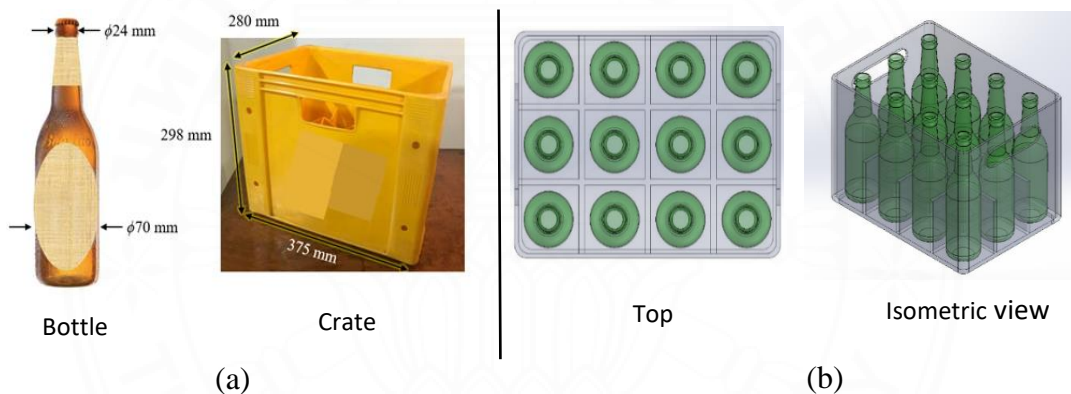 ϕ24 mm
ϕ70 mm
Bottle
280 mm
298 mm
375 mm
Crate
(a)
Top
Isometric view
(b)